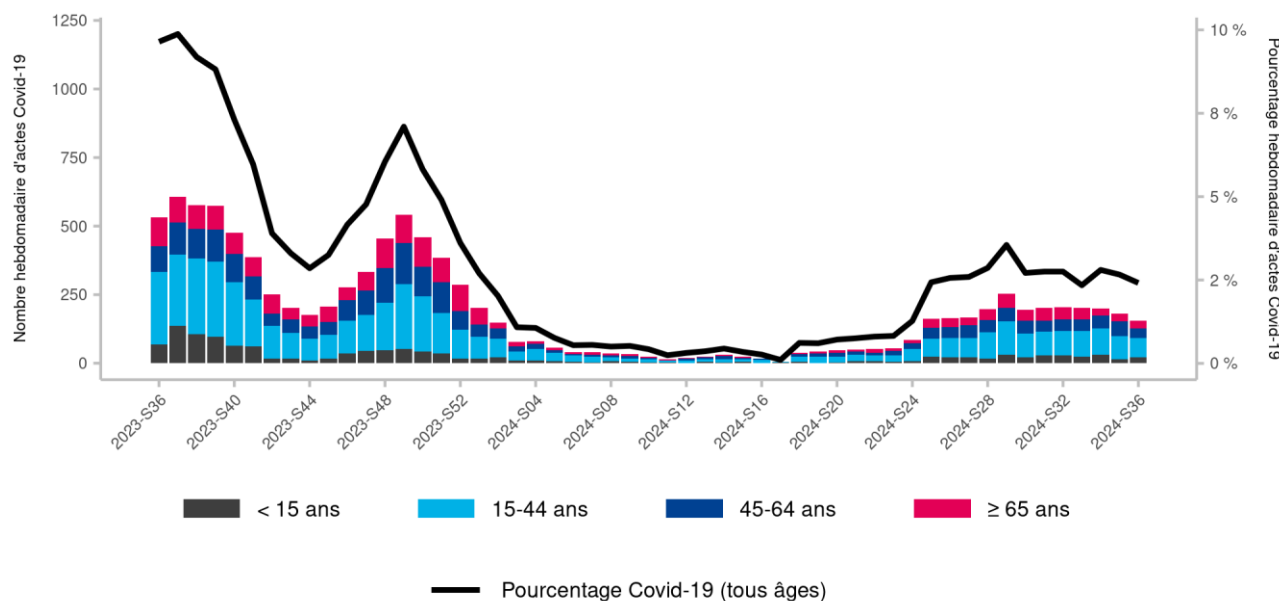 Nombre hebdomadaire d'actes Covid-19
1250
1000
750
500
250
0
10 %
8 %
5 %
2 %
0 %
Pourcentage hebdomadaire d'actes Covid-19
2023-S36
2023-S40
2023-S44
2023-S48
2023-S52
2024-S04
2024-S08
2024-S12
2024-S16
2024-S20
2024-S24
2024-S28
2024-S32
2024-S36
< 15 ans
15-44 ans
45-64 ans
≥ 65 ans
Pourcentage Covid-19 (tous âges)